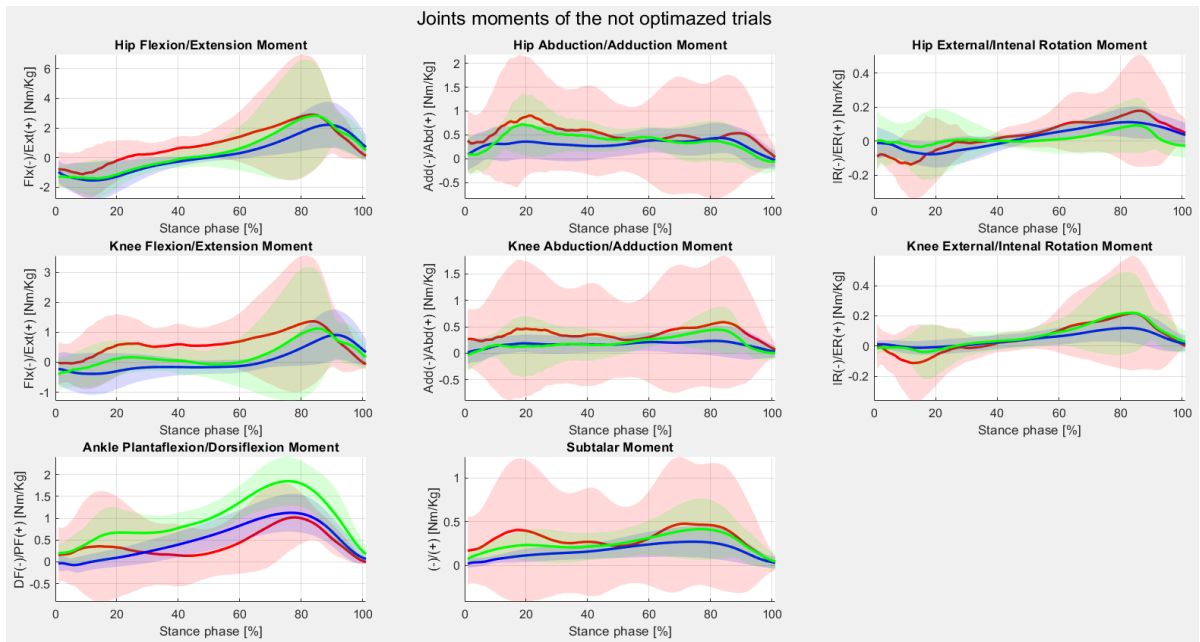 Joints moments of the not optimazed trials
Hip Flexion/Extension Moment
Flx(-)/Ext(+) [Nm/Kg]
6
4
2
0
-2
0 20 40 60 80 100
Stance phase [%]
Hip Abduction/Adduction Moment
Add(-)/Abd(+) [Nm/Kg]
2
1.5
1
0.5
0
-0.5
0 20 40 60 80 100
Stance phase [%]
Hip External/Intenal Rotation Moment
IR(-)/ER(+) [Nm/Kg]
0.4
0.2
0
-0.2
0 20 40 60 80 100
Stance phase [%]
Knee Flexion/Extension Moment
Flx(-)/Ext(+) [Nm/Kg]
3
2
1
0
-1
0 20 40 60 80 100
Stance phase [%]
Knee Abduction/Adduction Moment
Add(-)/Abd(+) [Nm/Kg]
1.5
1
0.5
0
-0.5
0 20 40 60 80 100
Stance phase [%]
Knee External/Intenal Rotation Moment
IR(-)/ER(+) [Nm/Kg]
0.4
0.2
0
-0.2
0 20 40 60 80 100
Stance phase [%]
Ankle Plantaflexion/Dorsiflexion Moment
DF(-)/PF(+) [Nm/Kg]
2
1.5
1
0.5
0
-0.5
0 20 40 60 80 100
Stance phase [%]
Subtalar Moment
(-)/(+) [Nm/Kg]
1
0.5
0
0 20 40 60 80 100
Stance phase [%]